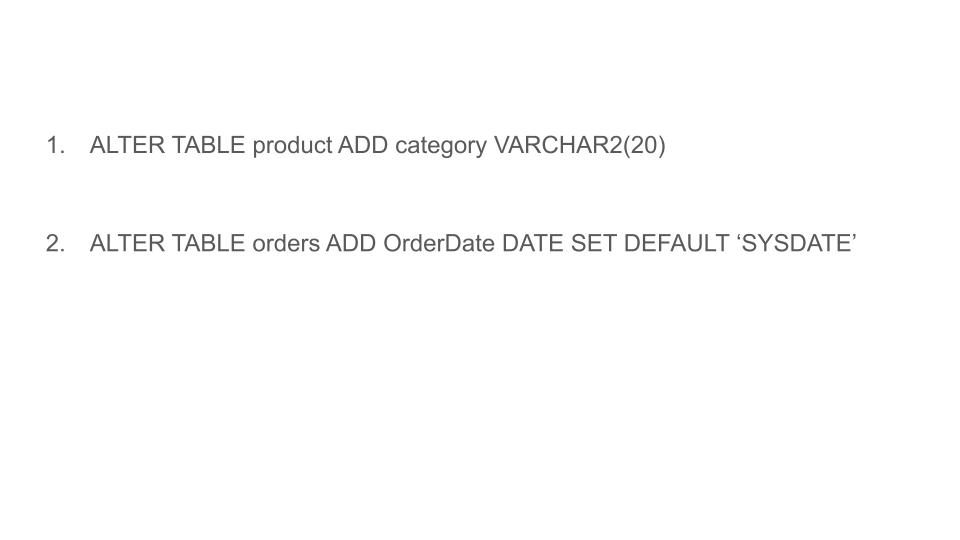 1. ALTER TABLE product ADD category VARCHAR2(20)
2. ALTER TABLE orders ADD OrderDate DATE SET DEFAULT ‘SYSDATE’